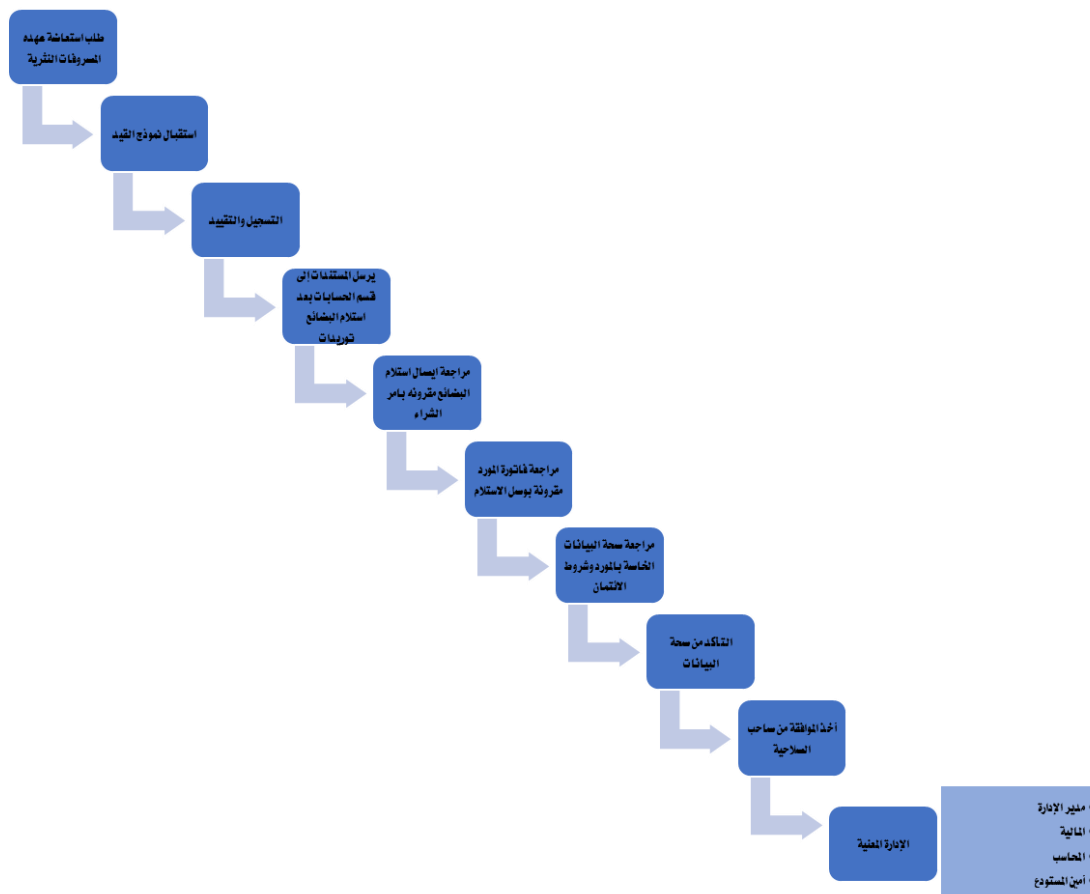 طلب استعاضة عهده
المصروفات النثرية
استقبال نموذج القيد
التسجيل والتقييد
يرسل المستندات إلى
قسم الحسابات بعد
استلام البضائع
توريدات
مراجعة إيصال استلام
البضائع مقرونه بامر
الشراء
مراجعة فاتورة المورد
مقرونة بوصل الاستلام
مراجعة صحة البيانات
الخاصة بالمورد وشروط
الائتمان
التأكد من صحة
البيانات
أخذ الموافقة من صاحب
الصلاحية
الإدارة المعنية
• مدير الإدارة
• المالية
• المحاسب
• أمين المستودع